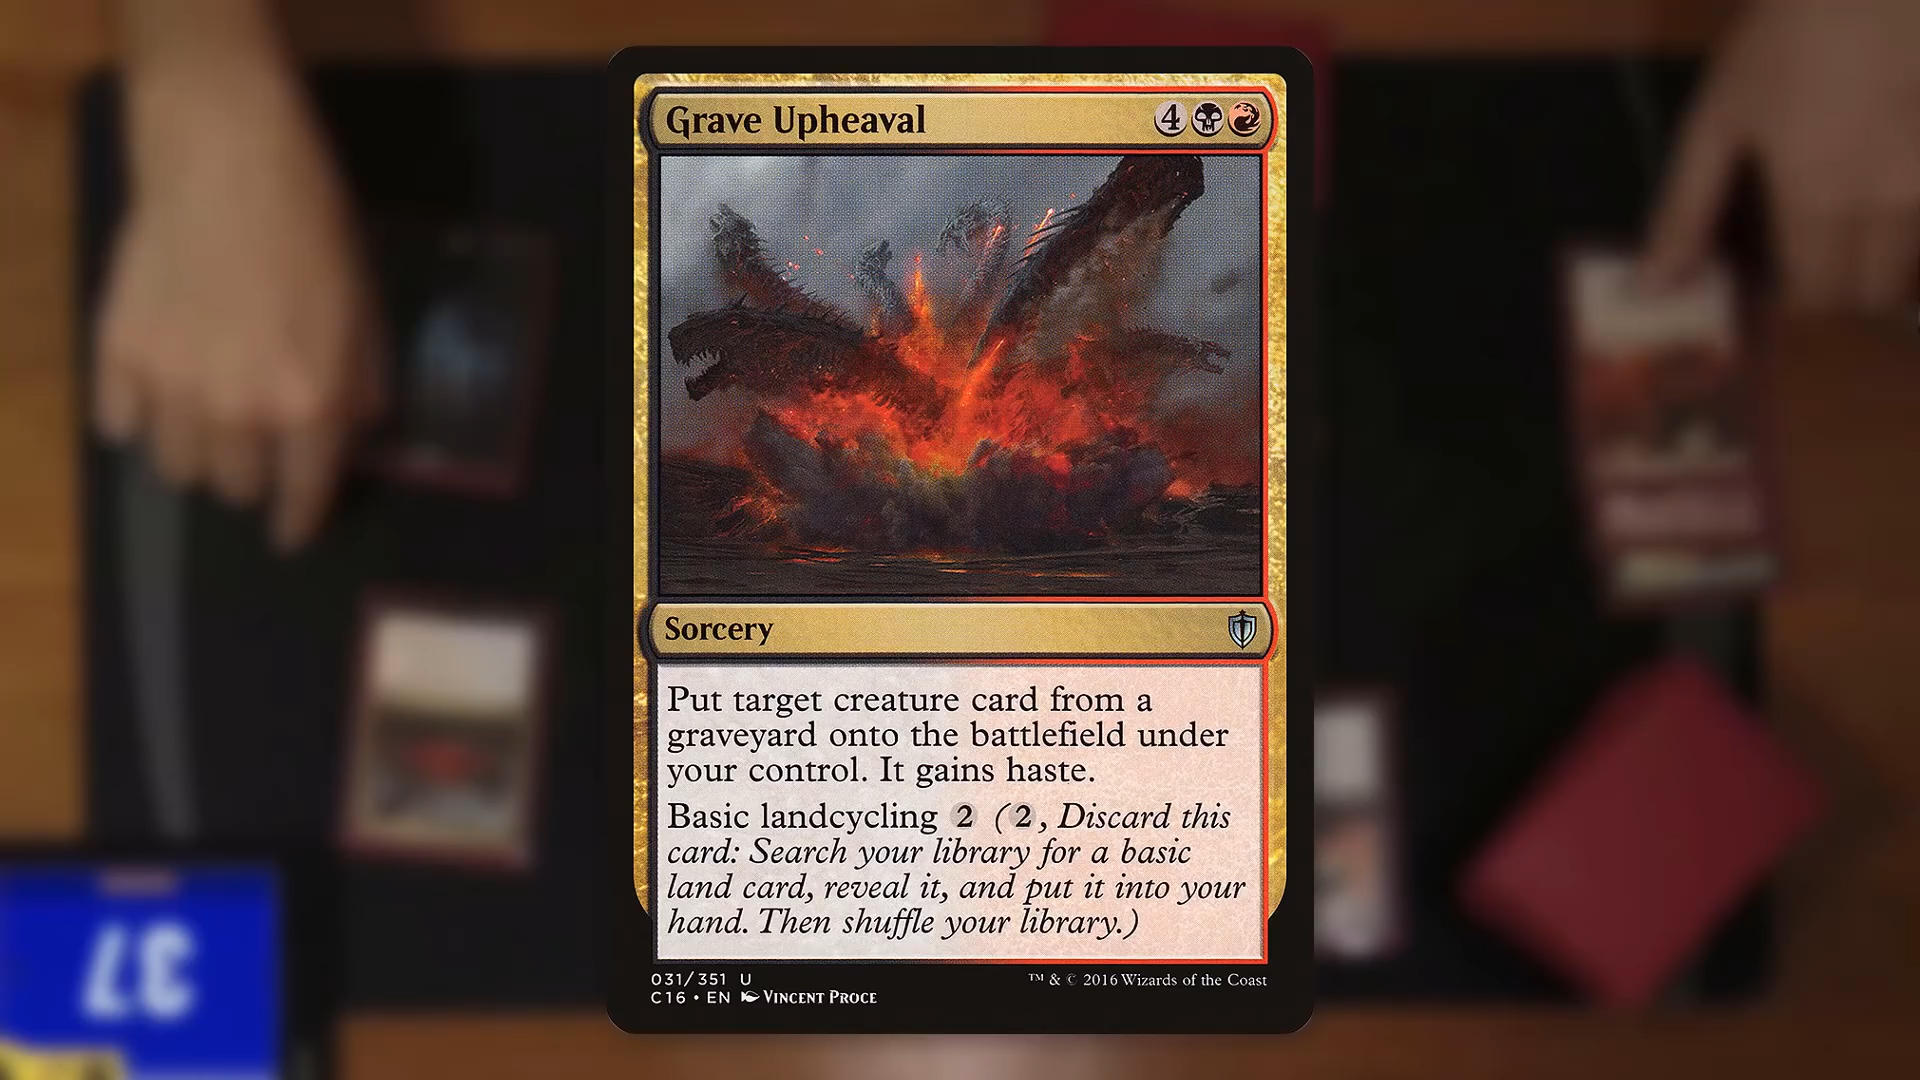 Grave Upheaval 4
Sorcery
Put target creature card from a
graveyard onto the battlefield under
your control. It gains haste.
Basic landcycling 2 (2, Discard this
card: Search your library for a basic
land card, reveal it, and put it into your
hand. Then shuffle your library.)
031/351 U
™ & © 2016 Wizards of the Coast
C16 • EN VINCENT PROCE
37